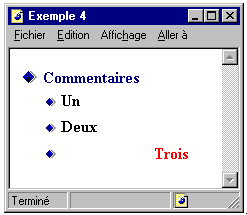 Exemple 4
Fichier Edition Affichage Aller à
Commentaires
Un
Deux
Trois
Terminé